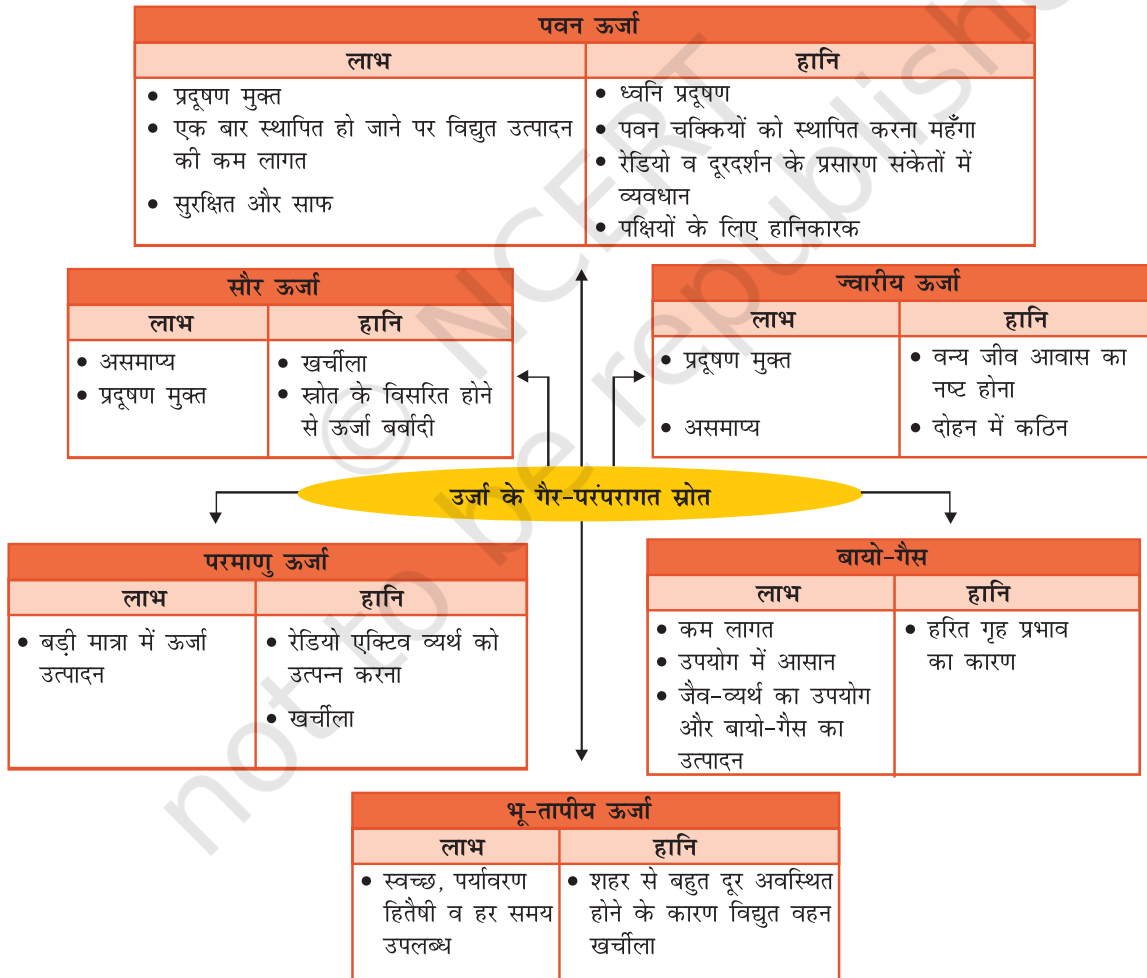 पवन ऊर्जा
लाभ
हानि
• प्रदूषण मुक्त
• एक बार स्थापित हो जाने पर विद्युत उत्पादन
की कम लागत
• सुरक्षित और साफ
• ध्वनि प्रदूषण
• पवन चक्कियों को स्थापित करना महँगा
• रेडियो व दूरदर्शन के प्रसारण संकेतों में
व्यवधान
• पक्षियों के लिए हानिकारक
सौर ऊर्जा
लाभ
हानि
• असमाप्य
• प्रदूषण मुक्त
• खर्चीला
• स्रोत के विसरित होने
से ऊर्जा बर्बादी
ज्वारीय ऊर्जा
लाभ
हानि
• प्रदूषण मुक्त
• असमाप्य
• वन्य जीव आवास का
नष्ट होना
• दोहन में कठिन
उर्जा के गैर-परंपरागत स्रोत
परमाणु ऊर्जा
लाभ
हानि
• बड़ी मात्रा में ऊर्जा
उत्पादन
• रेडियो एक्टिव व्यर्थ को
उत्पन्न करना
• खर्चीला
बायो-गैस
लाभ
हानि
• कम लागत
• उपयोग में आसान
• जैव-व्यर्थ का उपयोग
और बायो-गैस का
उत्पादन
• हरित गृह प्रभाव
का कारण
भू-तापीय ऊर्जा
लाभ
हानि
• स्वच्छ, पर्यावरण
हितैषी व हर समय
उपलब्ध
• शहर से बहुत दूर अवस्थित
होने के कारण विद्युत वहन
खर्चीला
© NCERT
not to be republishe